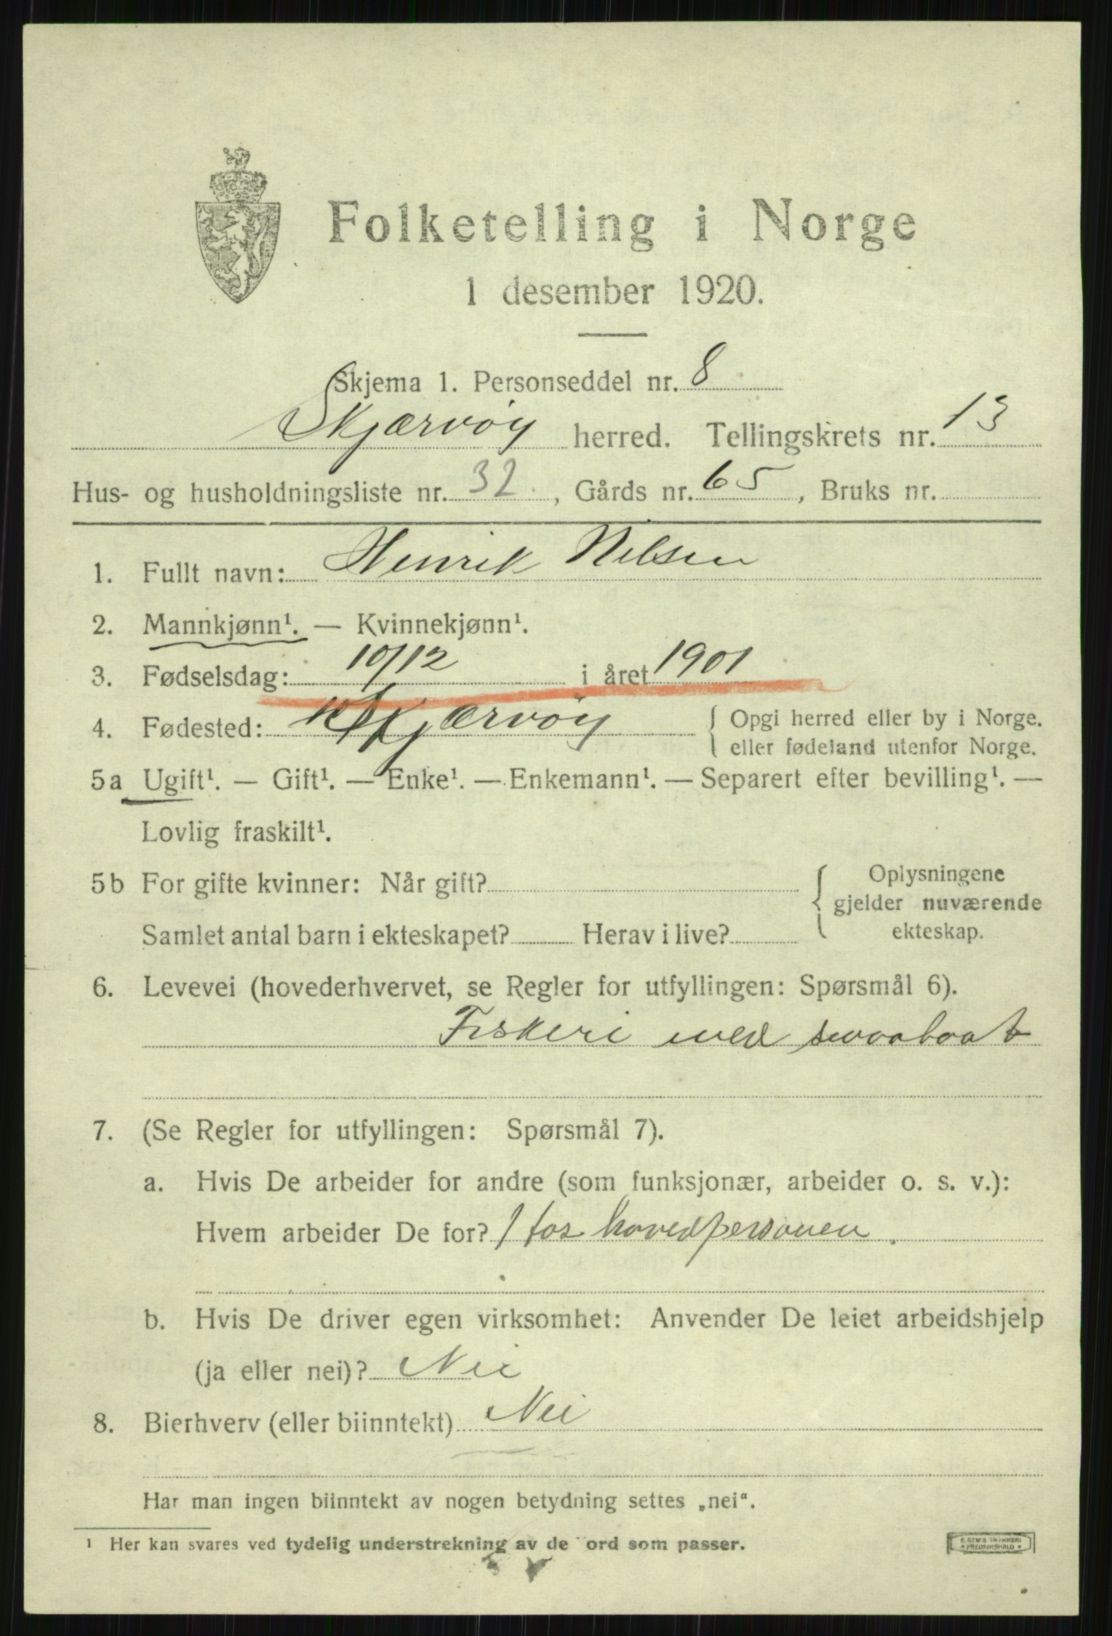 Folketelling i Norge
1 desember 1920.
Skjema 1. Personseddel nr. 8
Skjærvøy herred. Tellingskrets nr. 13
Hus- og husholdningsliste nr. 32, Gårds nr. 65, Bruks nr.
1. Fullt navn: Henrik Nilsen
2. Mannkjønn¹. — Kvinnekjønn¹.
3. Fødselsdag: 10/12 i året 1901
4. Fødested: Skjærvøy { Opgi herred eller by i Norge.
eller fødeland utenfor Norge.
5a Ugift¹. — Gift¹. — Enke¹. — Enkemann¹. — Separert efter bevilling¹. —
Lovlig fraskilt¹.
5b For gifte kvinner: Når gift? { Oplysningene
gjelder nuværende
Samlet antal barn i ekteskapet? Herav i live? ekteskap.
6. Levevei (hovederhvervet, se Regler for utfyllingen: Spørsmål 6).
Fiskeri med smaabaat
7. (Se Regler for utfyllingen: Spørsmål 7).
a. Hvis De arbeider for andre (som funksjonær, arbeider o. s. v.):
Hvem arbeider De for? for hovedpersonen.
b. Hvis De driver egen virksomhet: Anvender De leiet arbeidshjelp
(ja eller nei)? Nei
8. Bierhverv (eller biinntekt) Nei
Har man ingen biinntekt av nogen betydning settes „nei“.
¹ Her kan svares ved tydelig understrekning av de ord som passer.